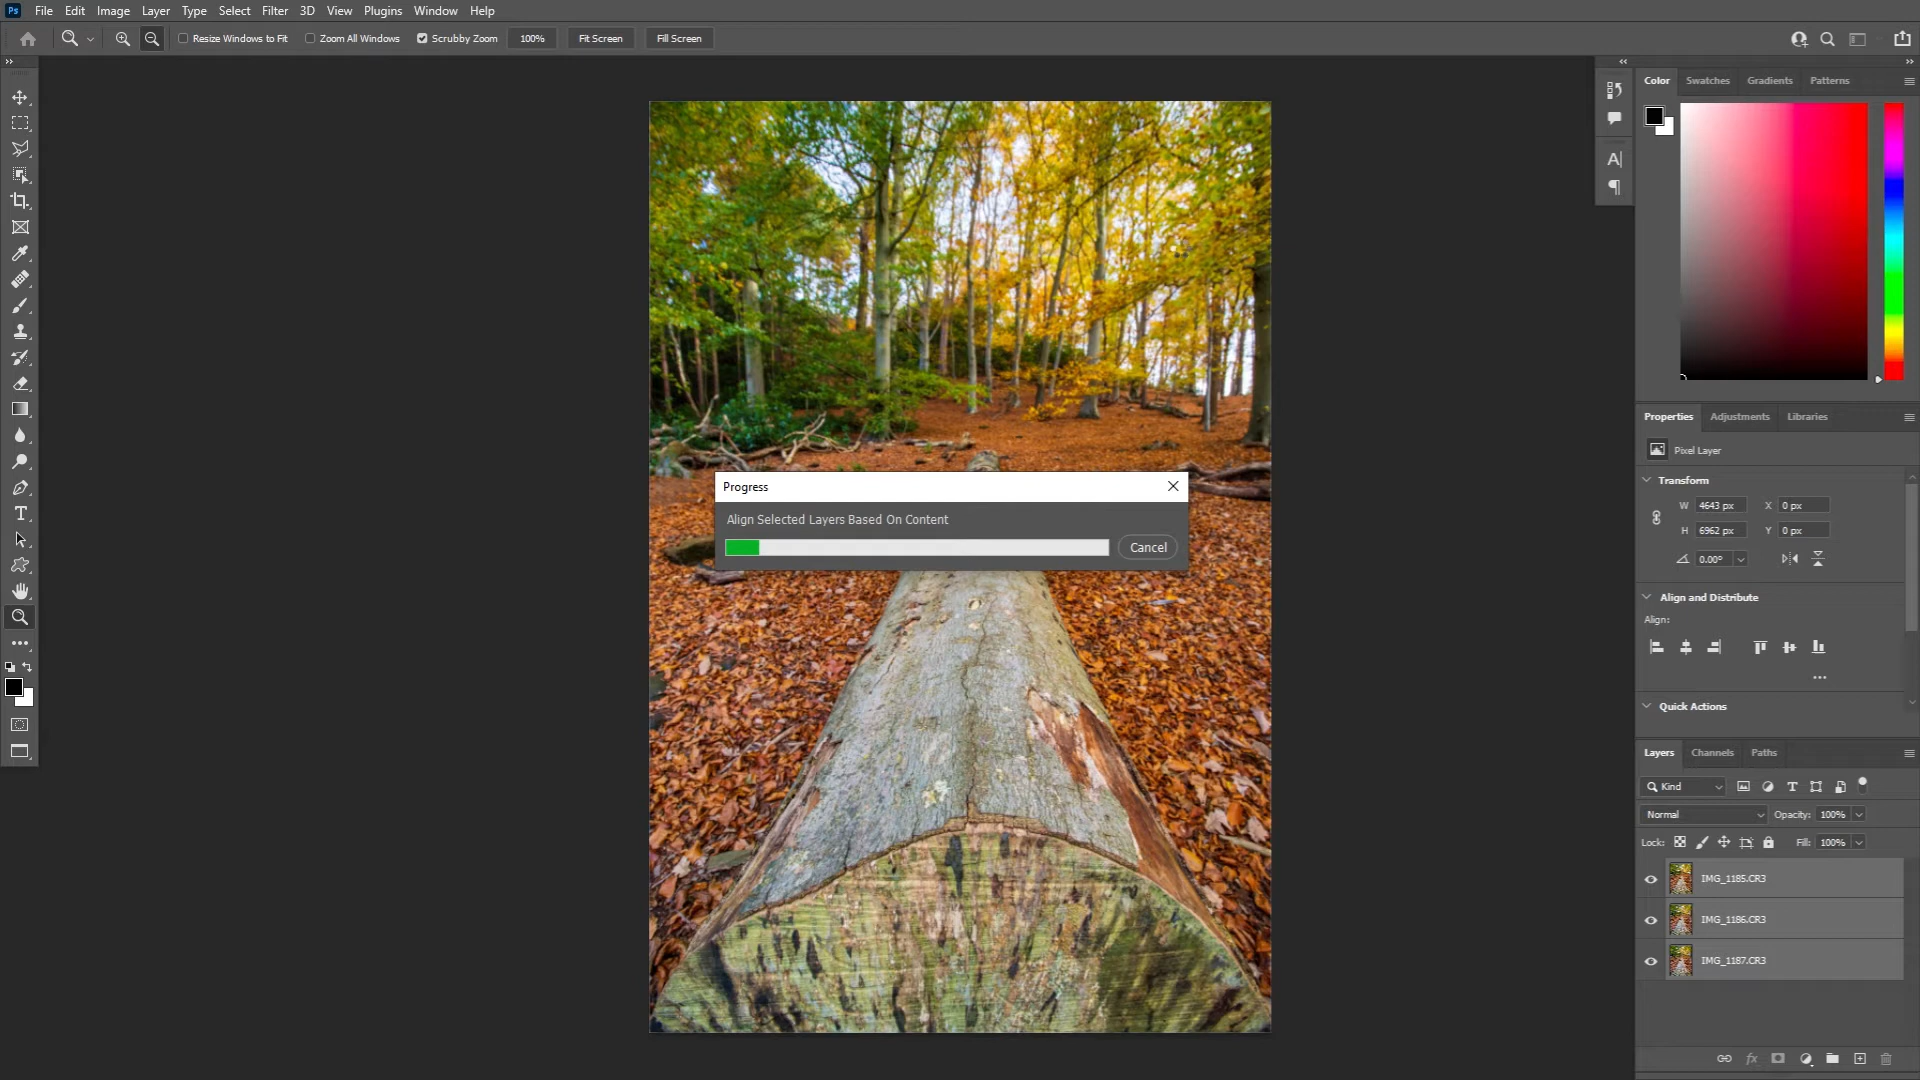 Ps File Edit Image Layer Type Select Filter 3D View Plugins Window Help
Resize Windows to Fit Zoom All Windows Scrubby Zoom 100% Fit Screen Fill Screen
Color Swatches Gradients Patterns
Properties Adjustments Libraries
Pixel Layer
Transform
W 4643 px X 0 px
H 6962 px Y 0 px
0.00°
Align and Distribute
Align:
Quick Actions
Progress
Align Selected Layers Based On Content
Cancel
Layers Channels Paths
Kind
Normal Opacity: 100%
Lock: Fill: 100%
IMG_1185.CR3
IMG_1186.CR3
IMG_1187.CR3